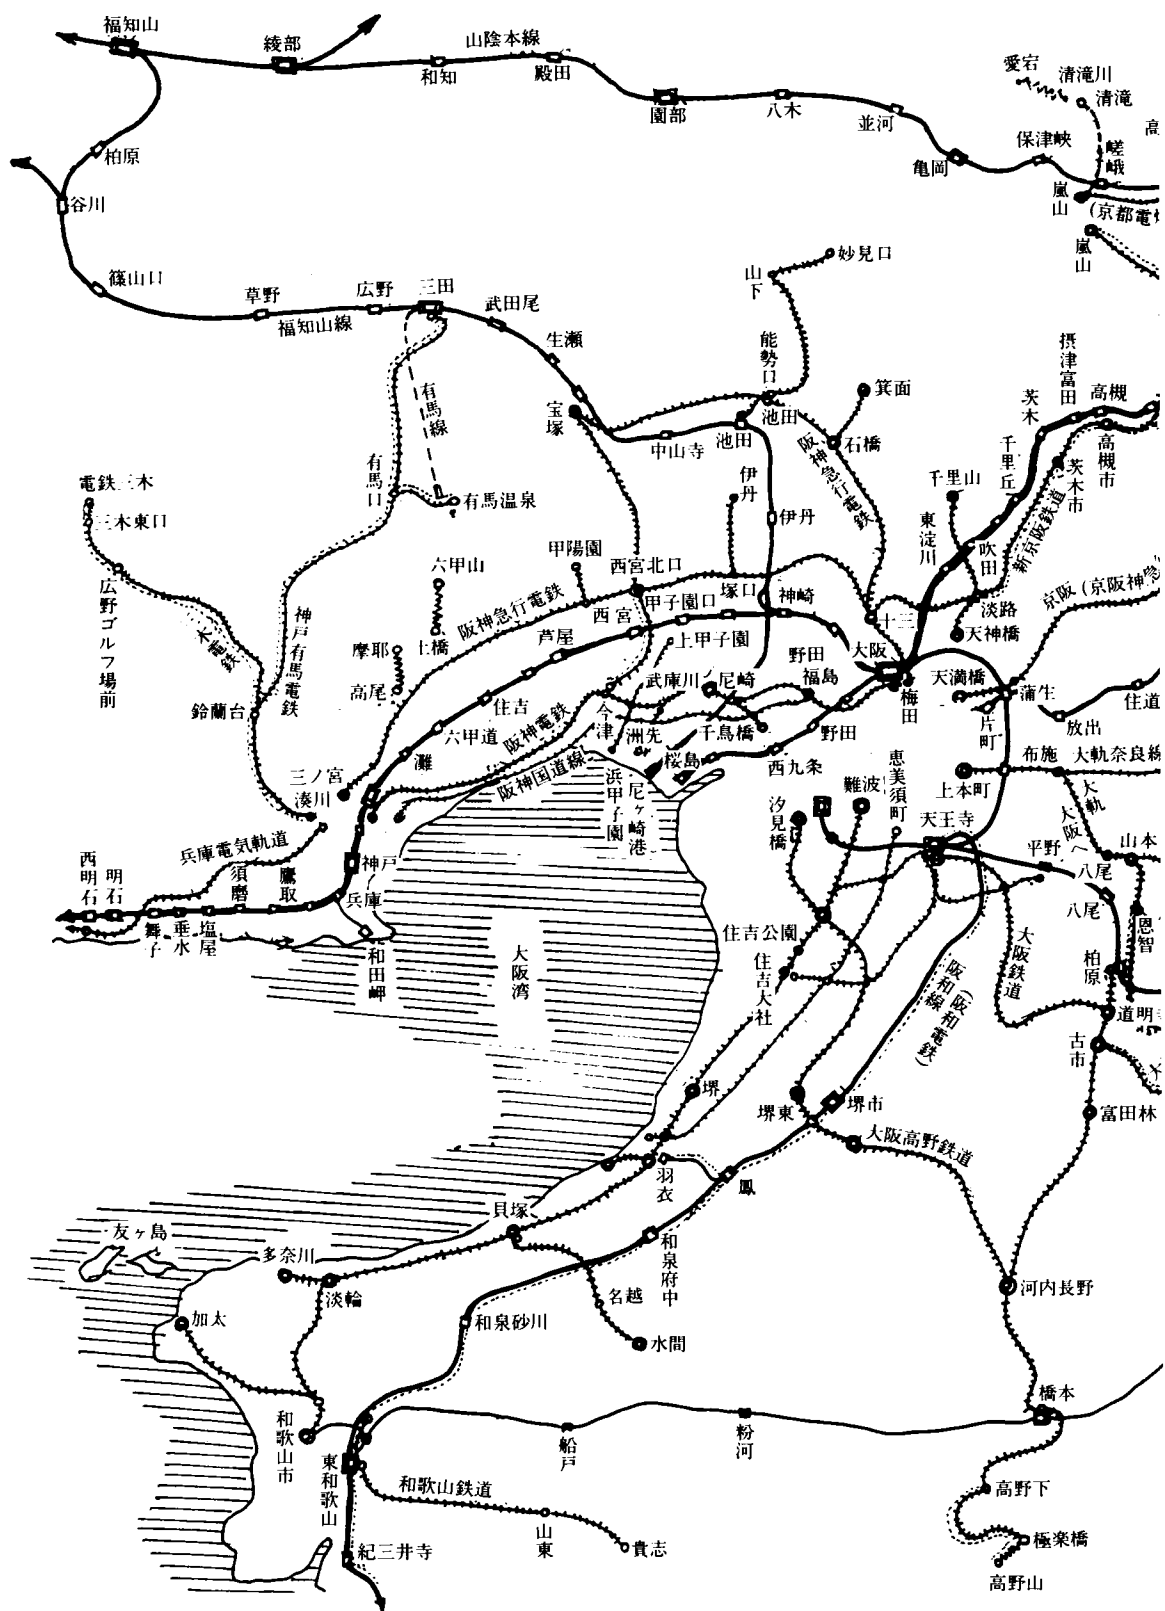 福知山
綾部
山陰本線
和知
殿田
園部
八木
並河
亀岡
保津峡
愛宕
清滝川
清滝
嵯峨
嵐山
(京都電
嵐山
柏原
谷川
篠山口
草野
福知山線
広野
三田
武田尾
生瀬
宝塚
中山寺
池田
山下
妙見口
能勢口
池田
箕面
石橋
阪神急行電鉄
伊丹
伊丹
塚口
神崎
有馬線
有馬口
有馬温泉
神戸有馬電鉄
電鉄三木
三木東口
広野ゴルフ場前
木電鉄
鈴蘭台
三ノ宮
湊川
六甲山
土橋
摩耶
高尾
甲陽園
西宮北口
阪神急行電鉄
西宮
甲子園口
上甲子園
芦屋
住吉
六甲道
灘
阪神電鉄
阪神国道線
今津
浜甲子園
武庫川
洲先
尼崎
尼ヶ崎港
千鳥橋
桜島
福島
野田
野田
西九条
大阪
梅田
十三
東淀川
吹田
千里山
千里丘
茨木
摂津富田
高槻
高槻市
茨木市
新京阪鉄道
淡路
天神橋
京阪(京阪神急
天満橋
片町
蒲生
放出
住道
上本町
布施
大軌奈良線
大軌
大阪へ
八尾
八尾
山本
恩智
汐見橋
難波
恵美須町
天王寺
平野
柏原
道明
古市
富田林
大阪鉄道
阪和線
(阪和電鉄)
住吉公園
住吉大社
堺
堺東
堺市
大阪高野鉄道
羽衣
鳳
和泉府中
貝塚
名越
水間
和泉砂川
河内長野
橋本
高野下
極楽橋
高野山
粉河
船戸
和歌山市
東和歌山
和歌山鉄道
山東
貴志
紀三井寺
加太
多奈川
淡輪
友ヶ島
大阪湾
兵庫電気軌道
神戸
兵庫
和田岬
鷹取
須磨
塩屋
垂水
舞子
明石
西明石